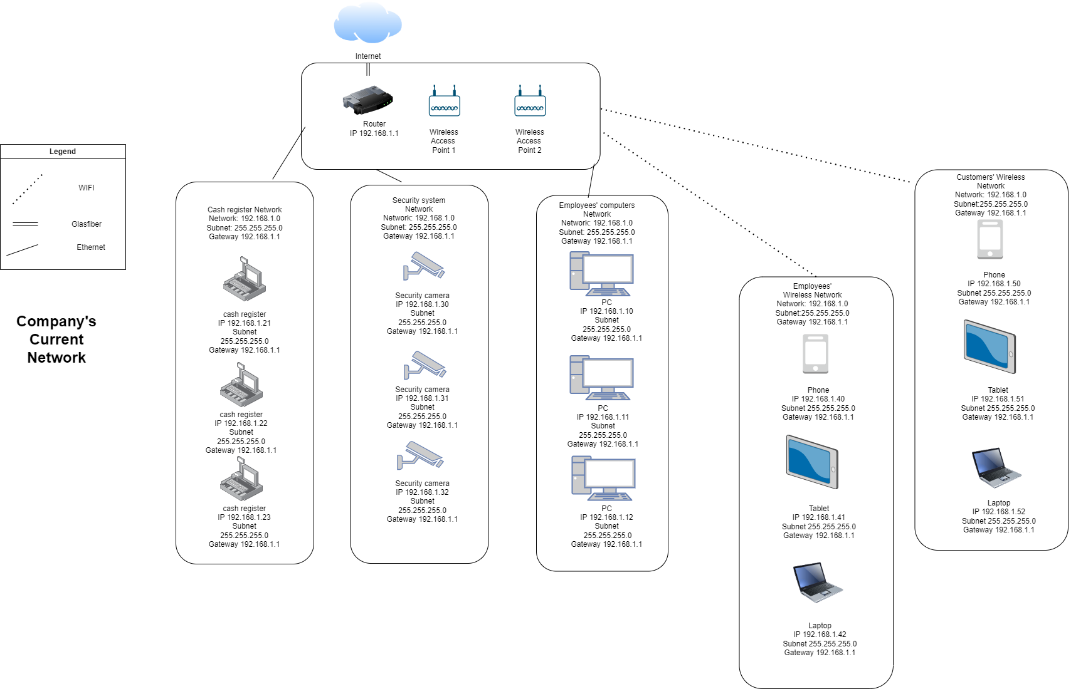 Internet
Router
IP 192.168.1.1
Wireless
Access
Point 1
Wireless
Access
Point 2
Legend
WIFI
Glasfiber
Ethernet
Company's
Current
Network
Cash register Network
Network: 192.168.1.0
Subnet: 255.255.255.0
Gateway 192.168.1.1
cash register
IP 192.168.1.21
Subnet
255.255.255.0
Gateway 192.168.1.1
cash register
IP 192.168.1.22
Subnet
255.255.255.0
Gateway 192.168.1.1
cash register
IP 192.168.1.23
Subnet
255.255.255.0
Gateway 192.168.1.1
Security system
Network
Network: 192.168.1.0
Subnet: 255.255.255.0
Gateway 192.168.1.1
Security camera
IP 192.168.1.30
Subnet
255.255.255.0
Gateway 192.168.1.1
Security camera
IP 192.168.1.31
Subnet
255.255.255.0
Gateway 192.168.1.1
Security camera
IP 192.168.1.32
Subnet
255.255.255.0
Gateway 192.168.1.1
Employees' computers
Network
Network: 192.168.1.0
Subnet: 255.255.255.0
Gateway 192.168.1.1
PC
IP 192.168.1.10
Subnet
255.255.255.0
Gateway 192.168.1.1
PC
IP 192.168.1.11
Subnet
255.255.255.0
Gateway 192.168.1.1
PC
IP 192.168.1.12
Subnet
255.255.255.0
Gateway 192.168.1.1
Employees'
Wireless Network
Network: 192.168.1.0
Subnet:255.255.255.0
Gateway 192.168.1.1
Phone
IP 192.168.1.40
Subnet 255.255.255.0
Gateway 192.168.1.1
Tablet
IP 192.168.1.41
Subnet 255.255.255.0
Gateway 192.168.1.1
Laptop
IP 192.168.1.42
Subnet 255.255.255.0
Gateway 192.168.1.1
Customers' Wireless
Network
Network: 192.168.1.0
Subnet:255.255.255.0
Gateway 192.168.1.1
Phone
IP 192.168.1.50
Subnet 255.255.255.0
Gateway 192.168.1.1
Tablet
IP 192.168.1.51
Subnet 255.255.255.0
Gateway 192.168.1.1
Laptop
IP 192.168.1.52
Subnet 255.255.255.0
Gateway 192.168.1.1